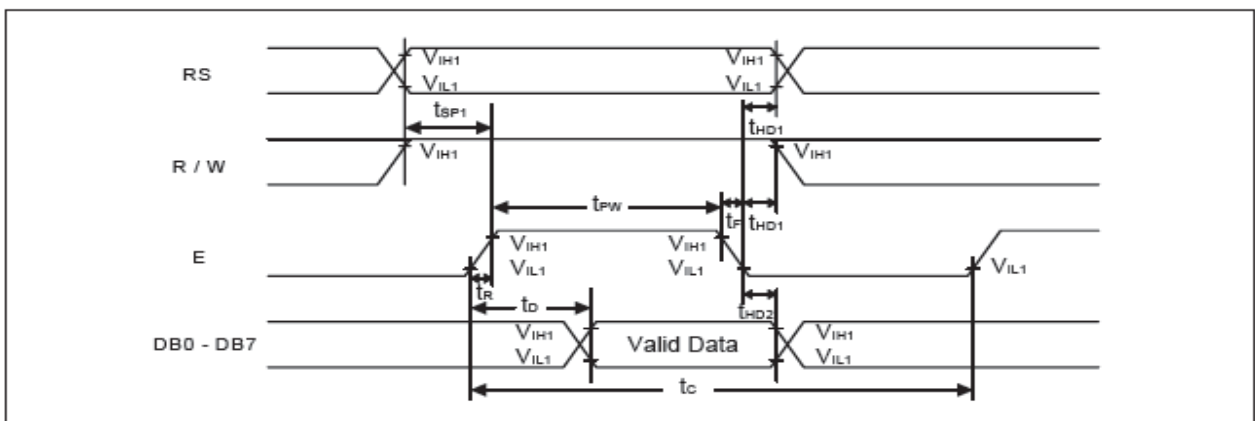 RS
VIH1
VIL1
VIH1
VIL1
tSP1
tHD1
R / W
VIH1
VIH1
tPW
tF
tHD1
E
VIH1
VIL1
VIH1
VIL1
VIL1
tR
tD
tHD2
DB0 - DB7
VIH1
VIL1
Valid Data
VIH1
VIL1
tC